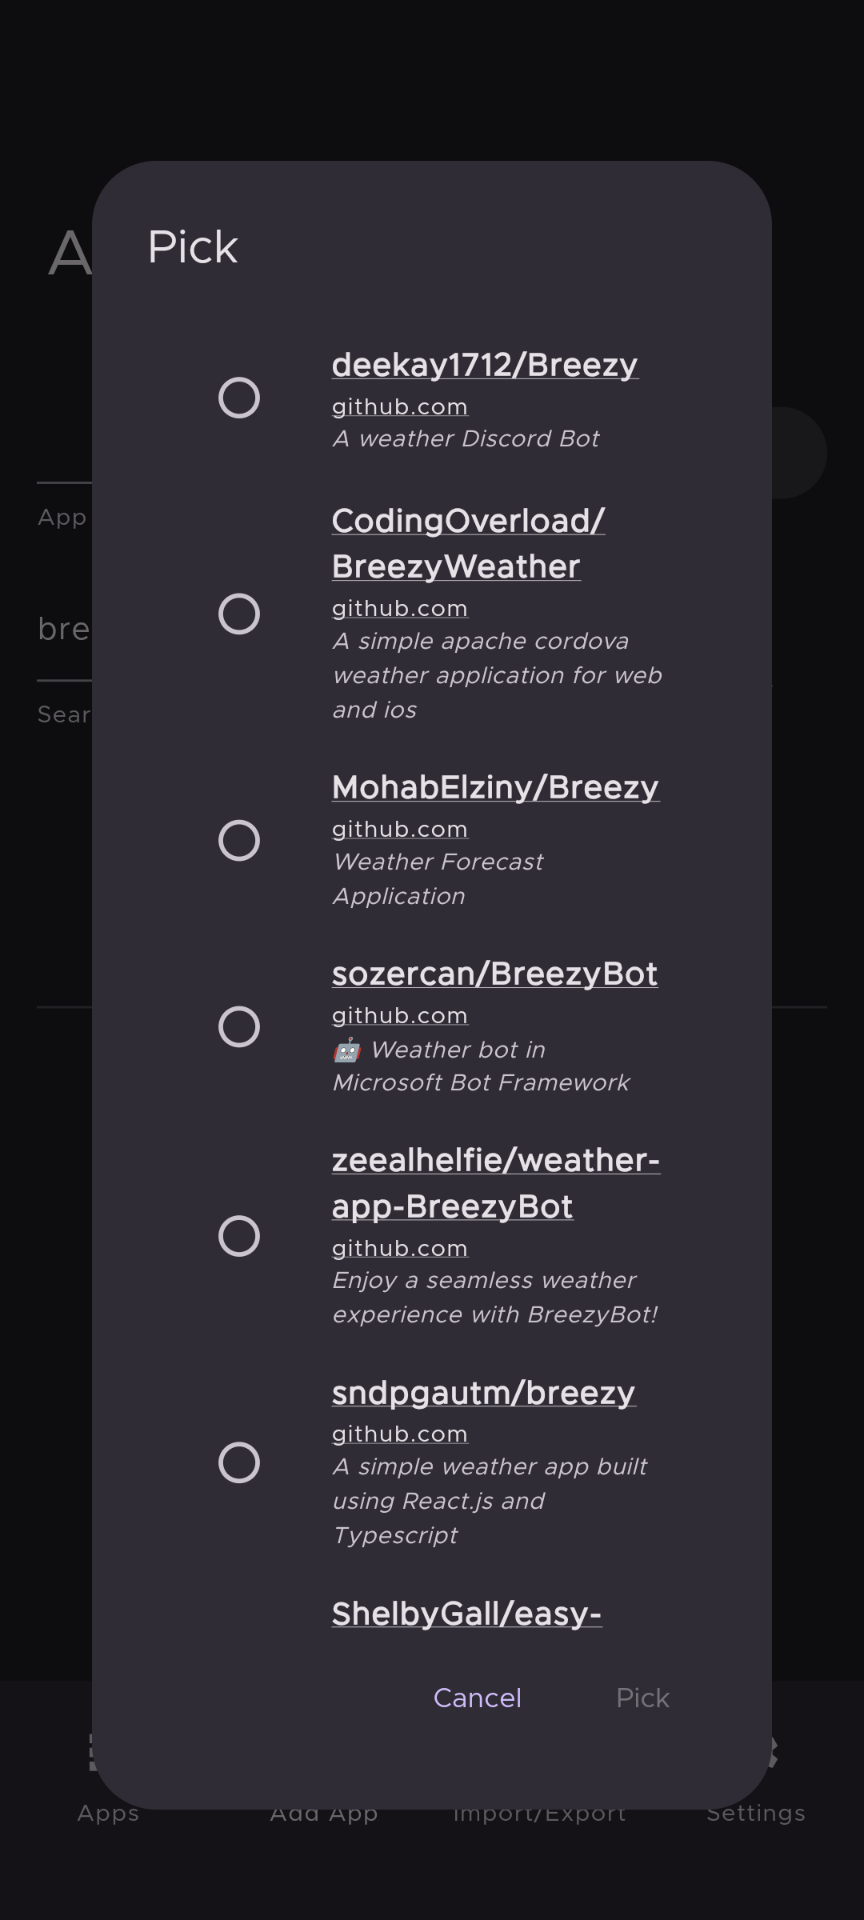 Pick
A
deekay1712/Breezy
github.com
A weather Discord Bot
App
CodingOverload/
BreezyWeather
github.com
A simple apache cordova
weather application for web
and ios
bre
Sear
MohabElziny/Breezy
github.com
Weather Forecast
Application
sozercan/BreezyBot
github.com
🤖 Weather bot in
Microsoft Bot Framework
zeealhelfie/weather-
app-BreezyBot
github.com
Enjoy a seamless weather
experience with BreezyBot!
sndpgautm/breezy
github.com
A simple weather app built
using React.js and
Typescript
ShelbyGall/easy-
Cancel Pick
Apps Add App Import/Export Settings